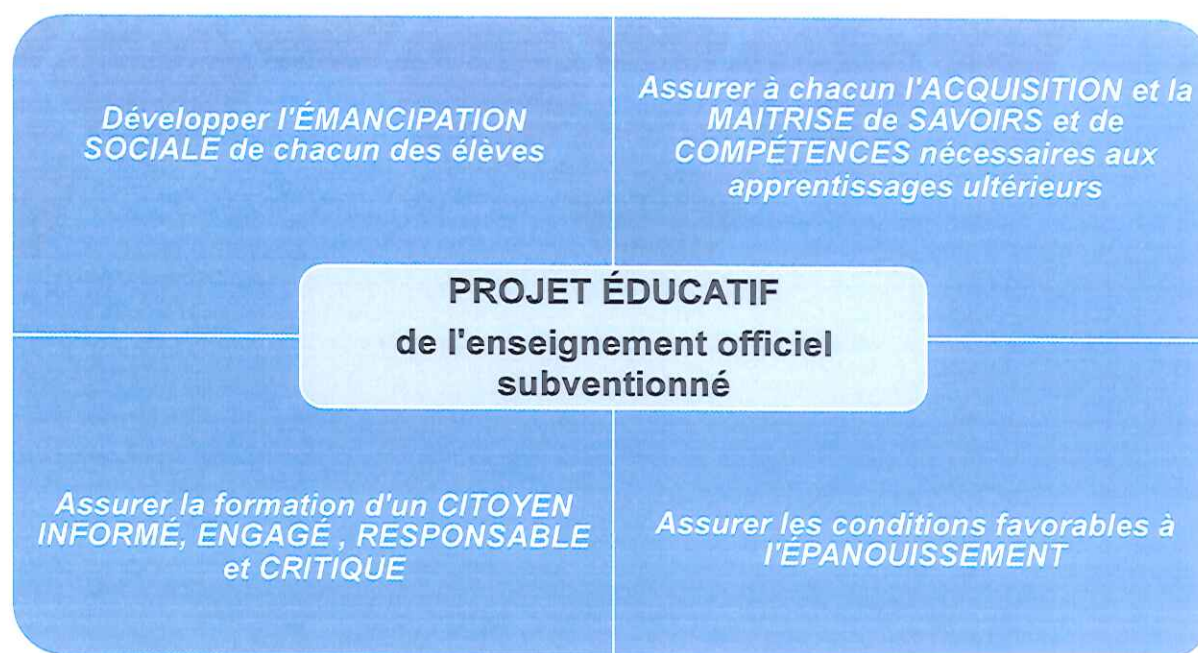 Développer l'ÉMANCIPATION
SOCIALE de chacun des élèves
Assurer à chacun l'ACQUISITION et la
MAITRISE de SAVOIRS et de
COMPÉTENCES nécessaires aux
apprentissages ultérieurs
PROJET ÉDUCATIF
de l'enseignement officiel
subventionné
Assurer la formation d'un CITOYEN
INFORMÉ, ENGAGÉ , RESPONSABLE
et CRITIQUE
Assurer les conditions favorables à
l'ÉPANOUISSEMENT